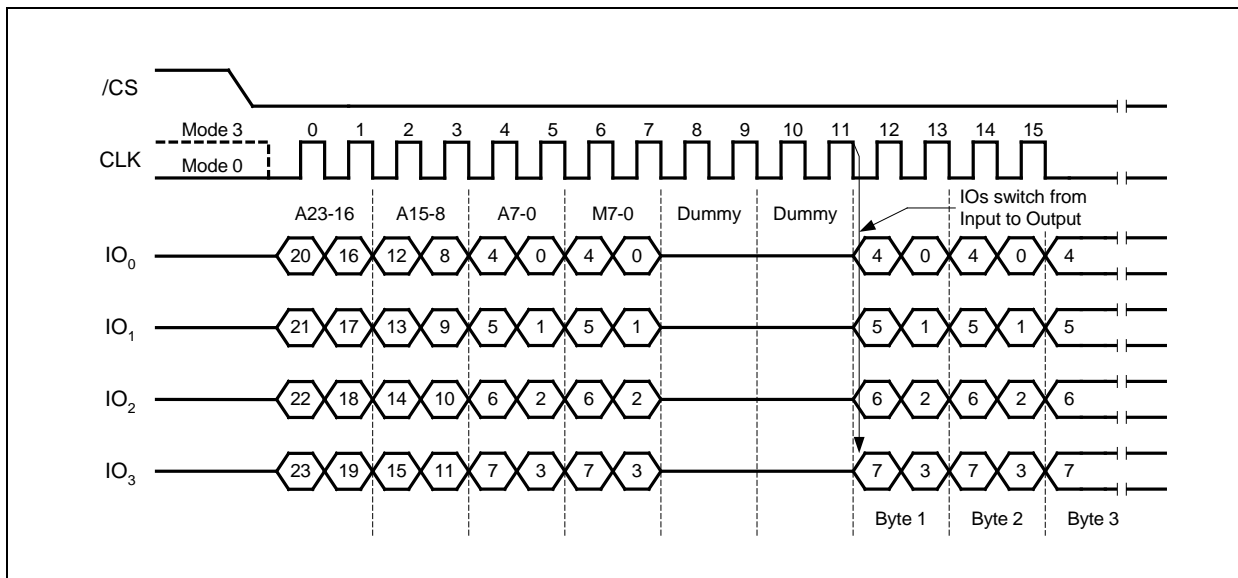 /CS
Mode 3 0 1 2 3 4 5 6 7 8 9 10 11 12 13 14 15
CLK
Mode 0
IOs switch from
Input to Output
A23-16 A15-8 A7-0 M7-0 Dummy Dummy
IO0 20 16 12 8 4 0 4 0 4 0 4 0 4
IO1 21 17 13 9 5 1 5 1 5 1 5 1 5
IO2 22 18 14 10 6 2 6 2 6 2 6 2 6
IO3 23 19 15 11 7 3 7 3 7 3 7 3 7
Byte 1 Byte 2 Byte 3